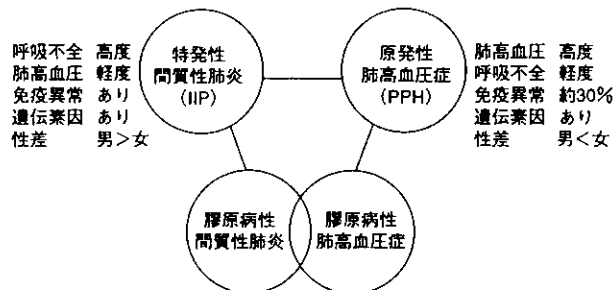 呼吸不全 高度
肺高血圧 軽度
免疫異常 あり
遺伝素因 あり
性差 男>女
特発性
間質性肺炎
(IIP)
原発性
肺高血圧症
(PPH)
肺高血圧 高度
呼吸不全 軽度
免疫異常 約30%
遺伝素因 あり
性差 男<女
膠原病性
間質性肺炎
膠原病性
肺高血圧症